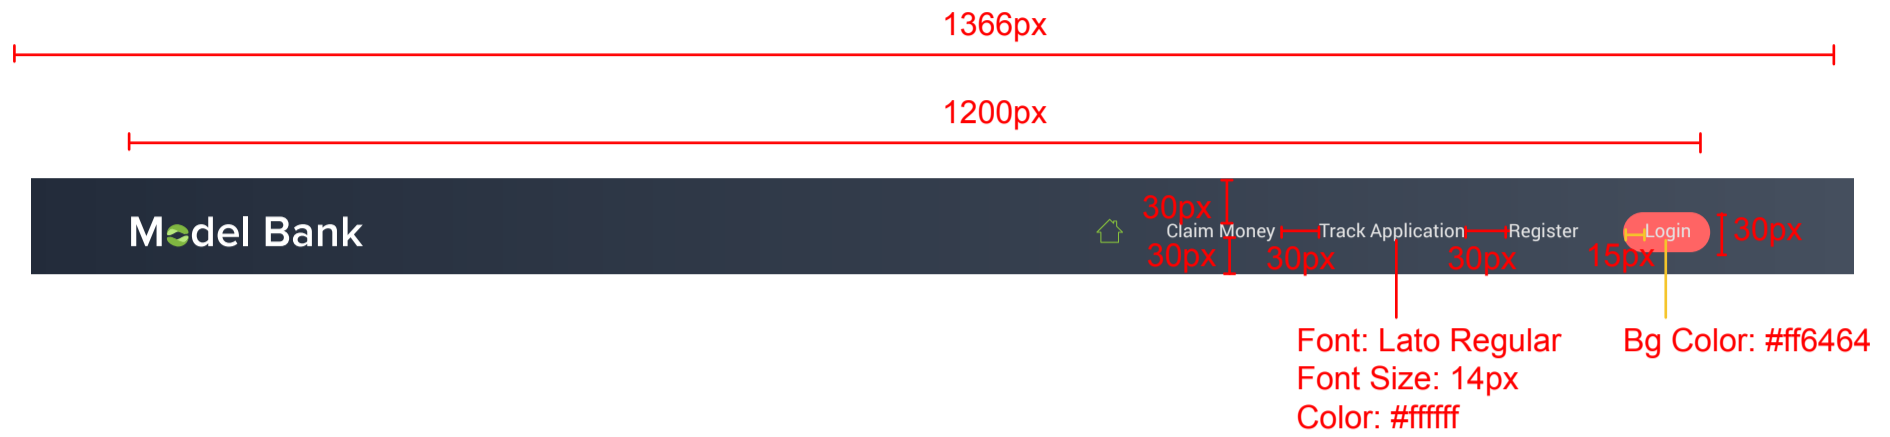 1366px
1200px
Model Bank
30px
Claim Money
Track Application
Register
Login
30px
30px
30px
30px
15px
Font: Lato Regular
Font Size: 14px
Color: #ffffff
Bg Color: #ff6464